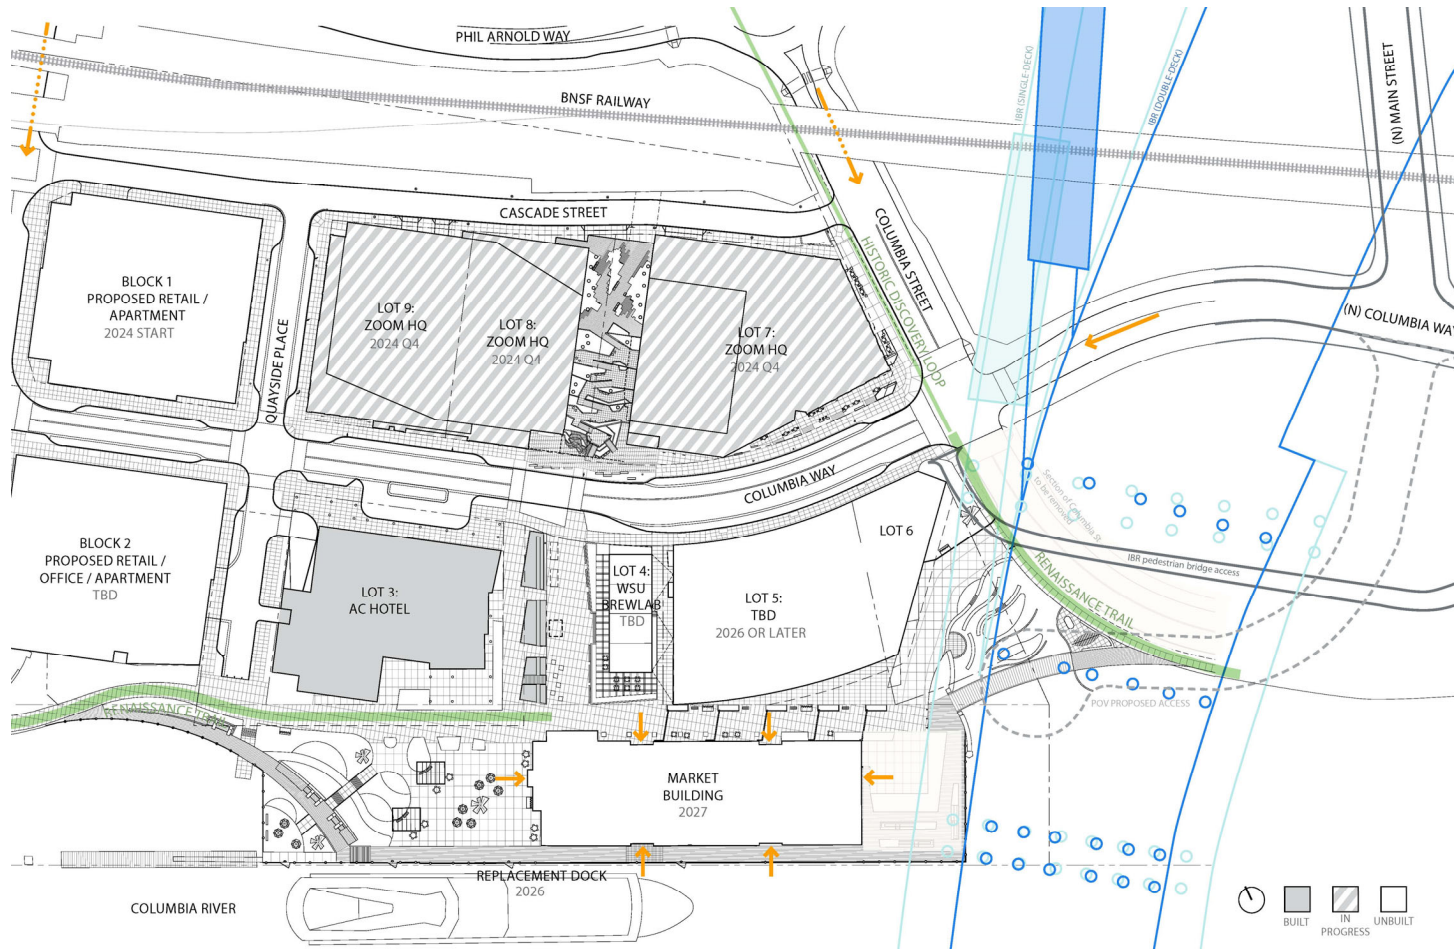 PHIL ARNOLD WAY
BNSF RAILWAY
IBR (SINGLE-DECK)
IBR (DOUBLE-DECK)
(N) MAIN STREET
CASCADE STREET
COLUMBIA STREET
HISTORIC DISCOVERY LOOP
BLOCK 1
PROPOSED RETAIL /
APARTMENT
2024 START
QUAYSIDE PLACE
LOT 9:
ZOOM HQ
2024 Q4
LOT 8:
ZOOM HQ
2024 Q4
LOT 7:
ZOOM HQ
2024 Q4
(N) COLUMBIA WAY
COLUMBIA WAY
Section of Columbia St
to be removed
BLOCK 2
PROPOSED RETAIL /
OFFICE / APARTMENT
TBD
LOT 3:
AC HOTEL
LOT 4:
WSU
BREWLAB
TBD
LOT 5:
TBD
2026 OR LATER
LOT 6
IBR pedestrian bridge access
RENAISSANCE TRAIL
RENAISSANCE TRAIL
POV PROPOSED ACCESS
MARKET
BUILDING
2027
REPLACEMENT DOCK
2026
COLUMBIA RIVER
BUILT
IN
PROGRESS
UNBUILT